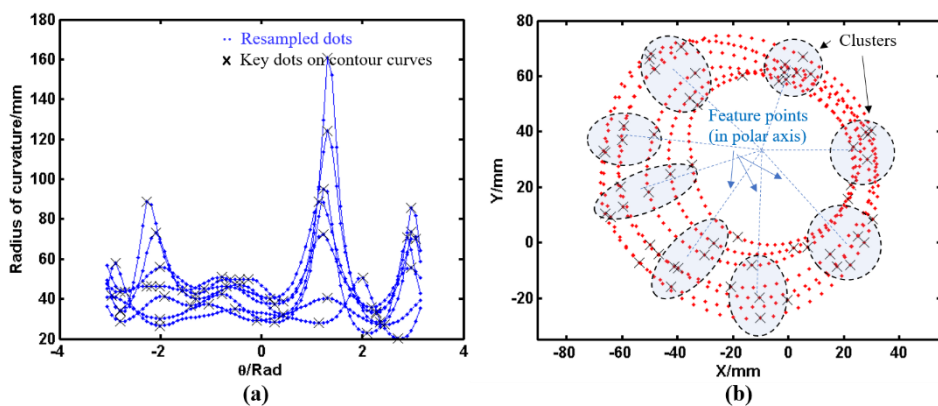 Radius of curvature/mm
180
160
140
120
100
80
60
40
20
-4
-2
0
2
4
θ/Rad
Resampled dots
Key dots on contour curves
(a)
Y/mm
80
60
40
20
0
-20
-80
-60
-40
-20
0
20
40
X/mm
Clusters
Feature points
(in polar axis)
(b)